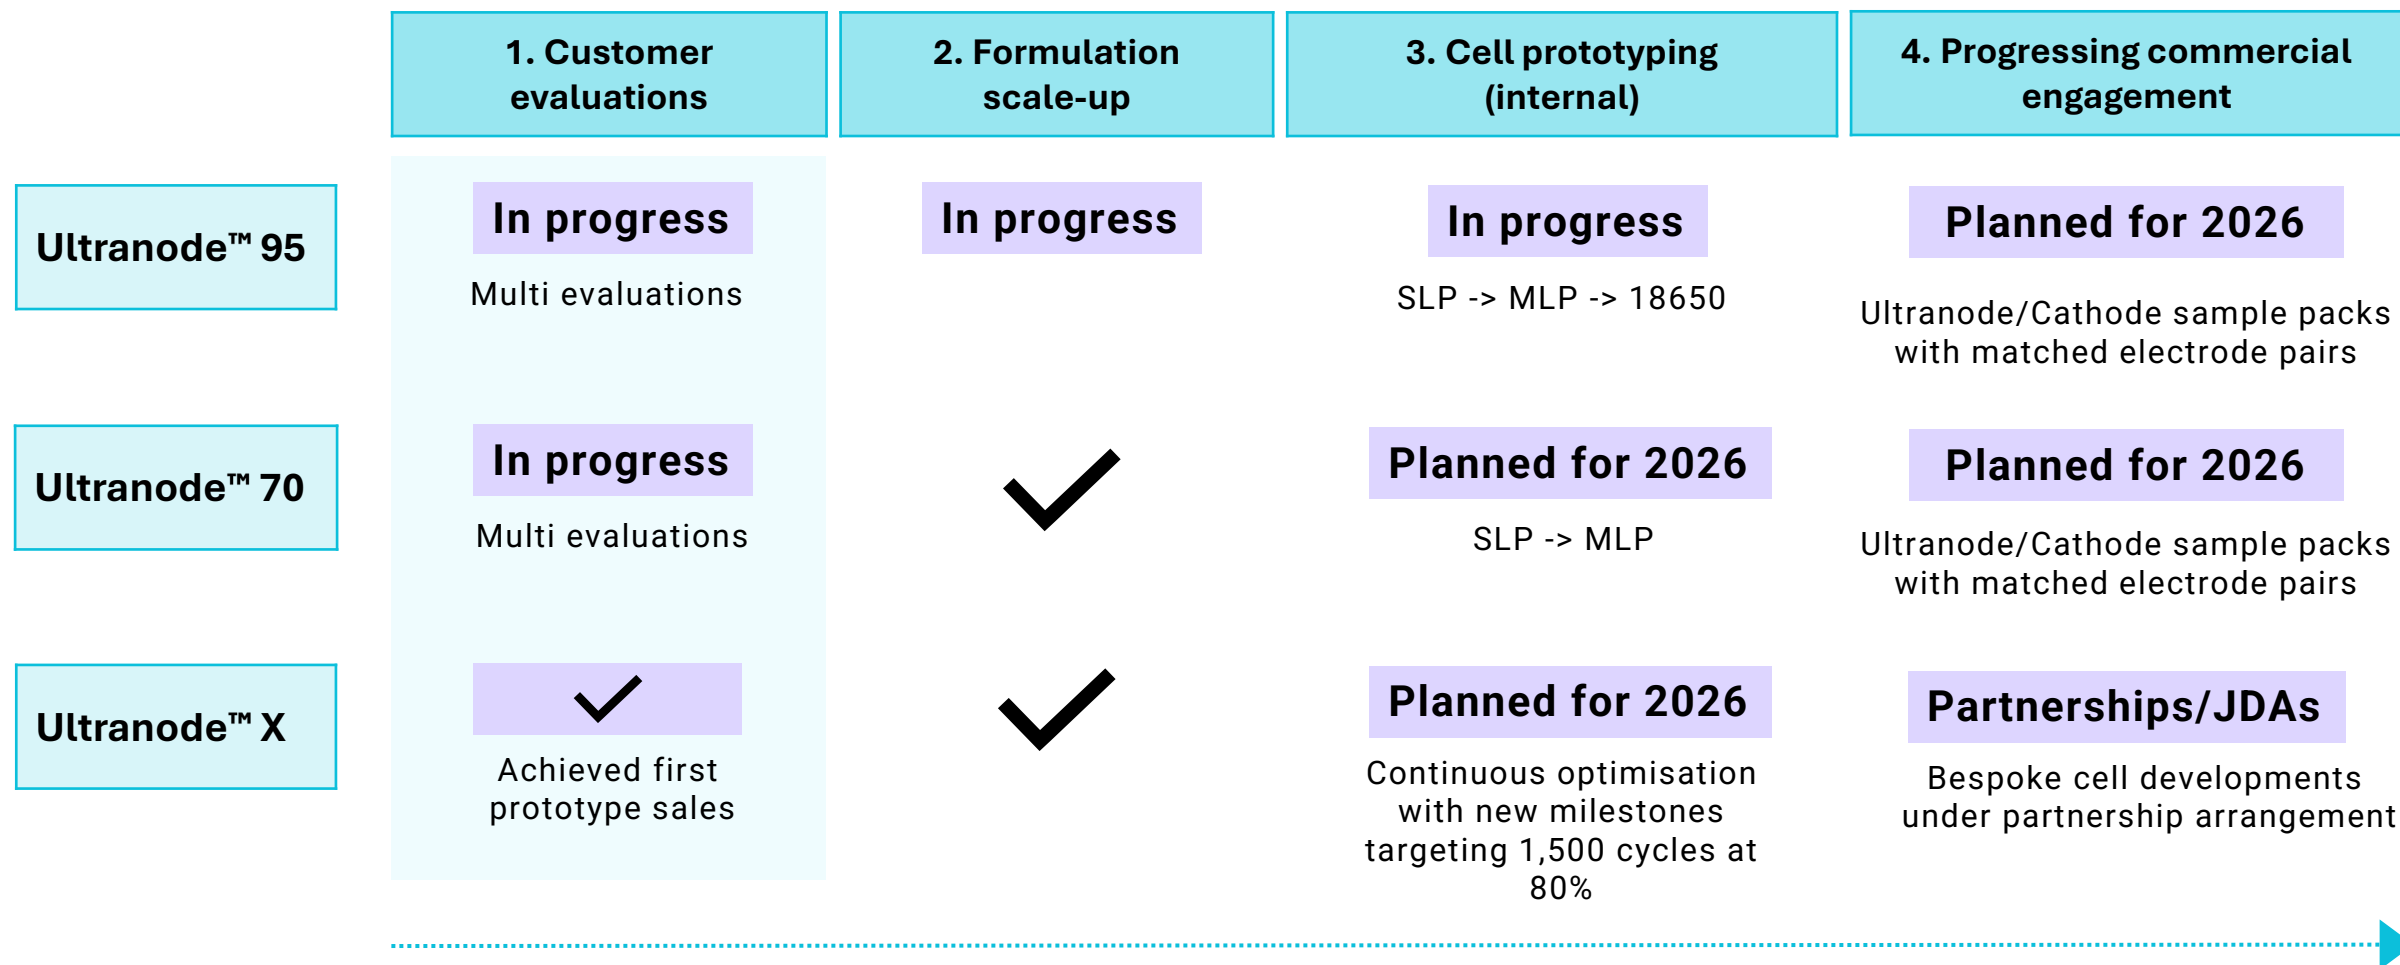 1. Customer
evaluations
2. Formulation
scale-up
3. Cell prototyping
(internal)
4. Progressing commercial
engagement
Ultranode™ 95
In progress
Multi evaluations
In progress
In progress
SLP -> MLP -> 18650
Planned for 2026
Ultranode/Cathode sample packs
with matched electrode pairs
Ultranode™ 70
In progress
Multi evaluations
Planned for 2026
SLP -> MLP
Planned for 2026
Ultranode/Cathode sample packs
with matched electrode pairs
Ultranode™ X
Achieved first
prototype sales
Planned for 2026
Continuous optimisation
with new milestones
targeting 1,500 cycles at
80%
Partnerships/JDAs
Bespoke cell developments
under partnership arrangement